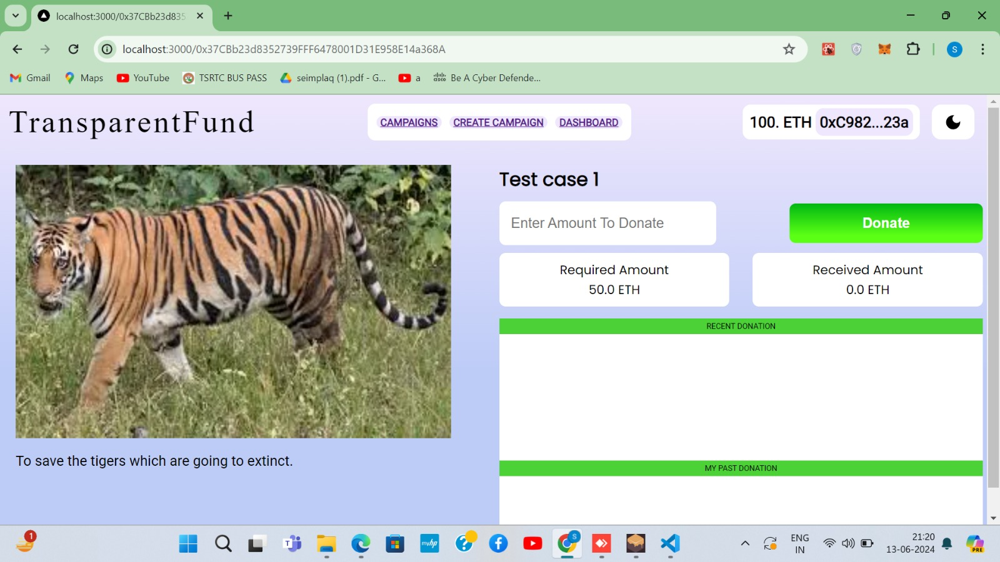 localhost:3000/0x37CBb23d835
localhost:3000/0x37CBb23d8352739FFF6478001D31E958E14a368A
S
Gmail Maps YouTube TSRTC BUS PASS seimplaq (1).pdf - G... a Be A Cyber Defende...
TransparentFund
CAMPAIGNS CREATE CAMPAIGN DASHBOARD
100. ETH 0xC982...23a
Test case 1
Enter Amount To Donate
Donate
Required Amount
50.0 ETH
Received Amount
0.0 ETH
RECENT DONATION
To save the tigers which are going to extinct.
MY PAST DONATION
1
myhp
S
ENG
IN
21:20
13-06-2024
PRE